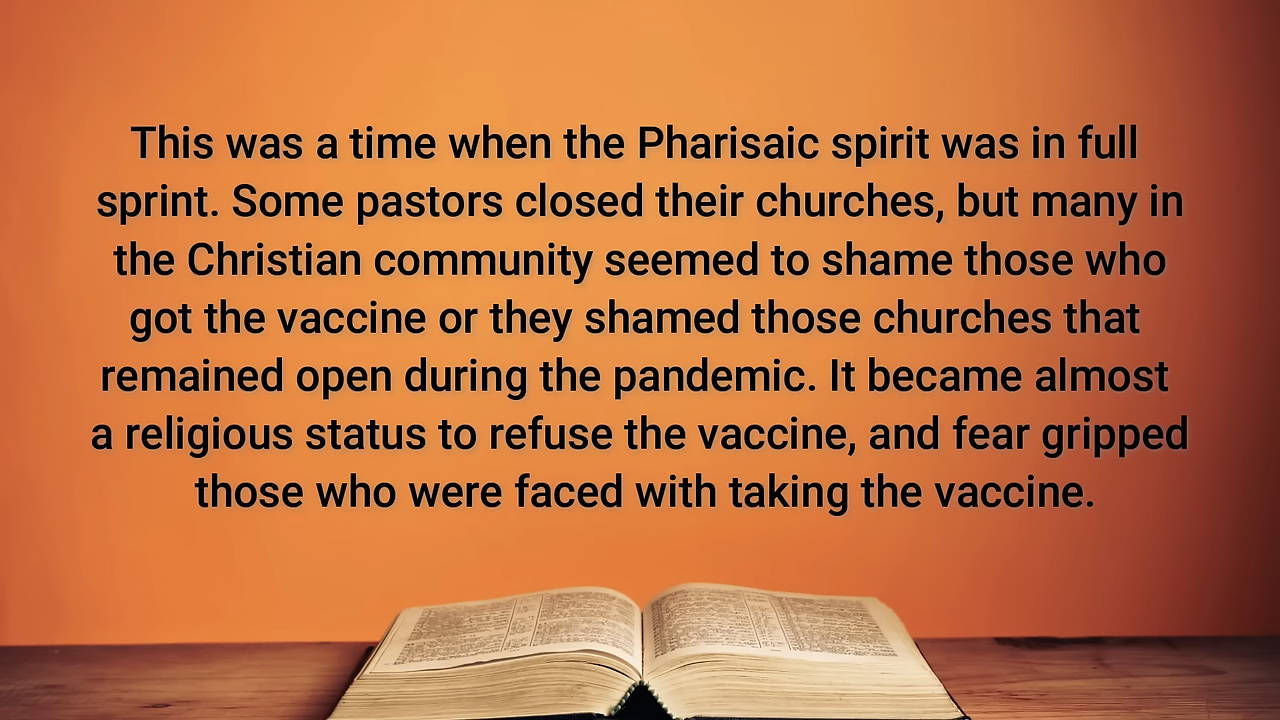 This was a time when the Pharisaic spirit was in full
sprint. Some pastors closed their churches, but many in
the Christian community seemed to shame those who
got the vaccine or they shamed those churches that
remained open during the pandemic. It became almost
a religious status to refuse the vaccine, and fear gripped
those who were faced with taking the vaccine.